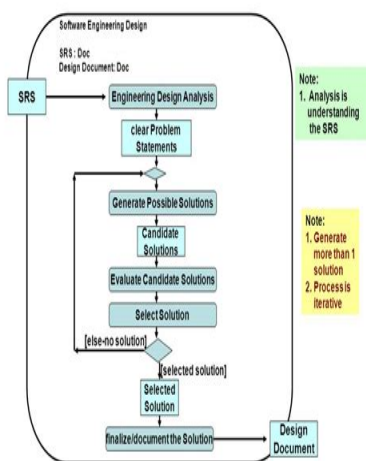 Software Engineering Design
SRS : Doc
Design Document: Doc
SRS
Engineering Design Analysis
clear Problem
Statements
Generate Possible Solutions
Candidate
Solutions
Evaluate Candidate Solutions
Select Solution
[else-no solution]
[selected solution]
Selected
Solution
finalize/document the Solution
Design
Document
Note:
1. Analysis is
understanding
the SRS
Note:
1. Generate
more than 1
solution
2. Process is
iterative